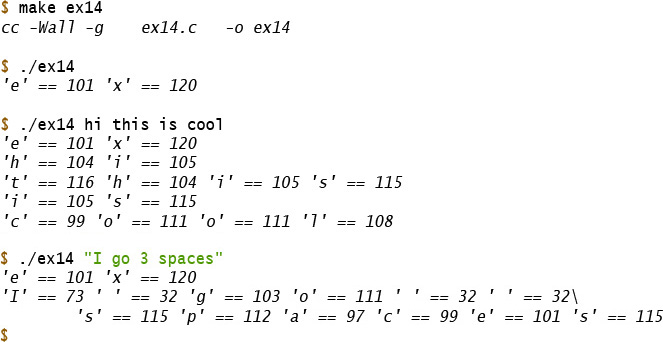 $ make ex14
cc -Wall -g    ex14.c   -o ex14

$ ./ex14
'e' == 101 'x' == 120

$ ./ex14 hi this is cool
'e' == 101 'x' == 120
'h' == 104 'i' == 105
't' == 116 'h' == 104 'i' == 105 's' == 115
'i' == 105 's' == 115
'c' == 99 'o' == 111 'o' == 111 'l' == 108

$ ./ex14 "I go 3 spaces"
'e' == 101 'x' == 120
'I' == 73 ' ' == 32 'g' == 103 'o' == 111 ' ' == 32 ' ' == 32\
        's' == 115 'p' == 112 'a' == 97 'c' == 99 'e' == 101 's' == 115
$